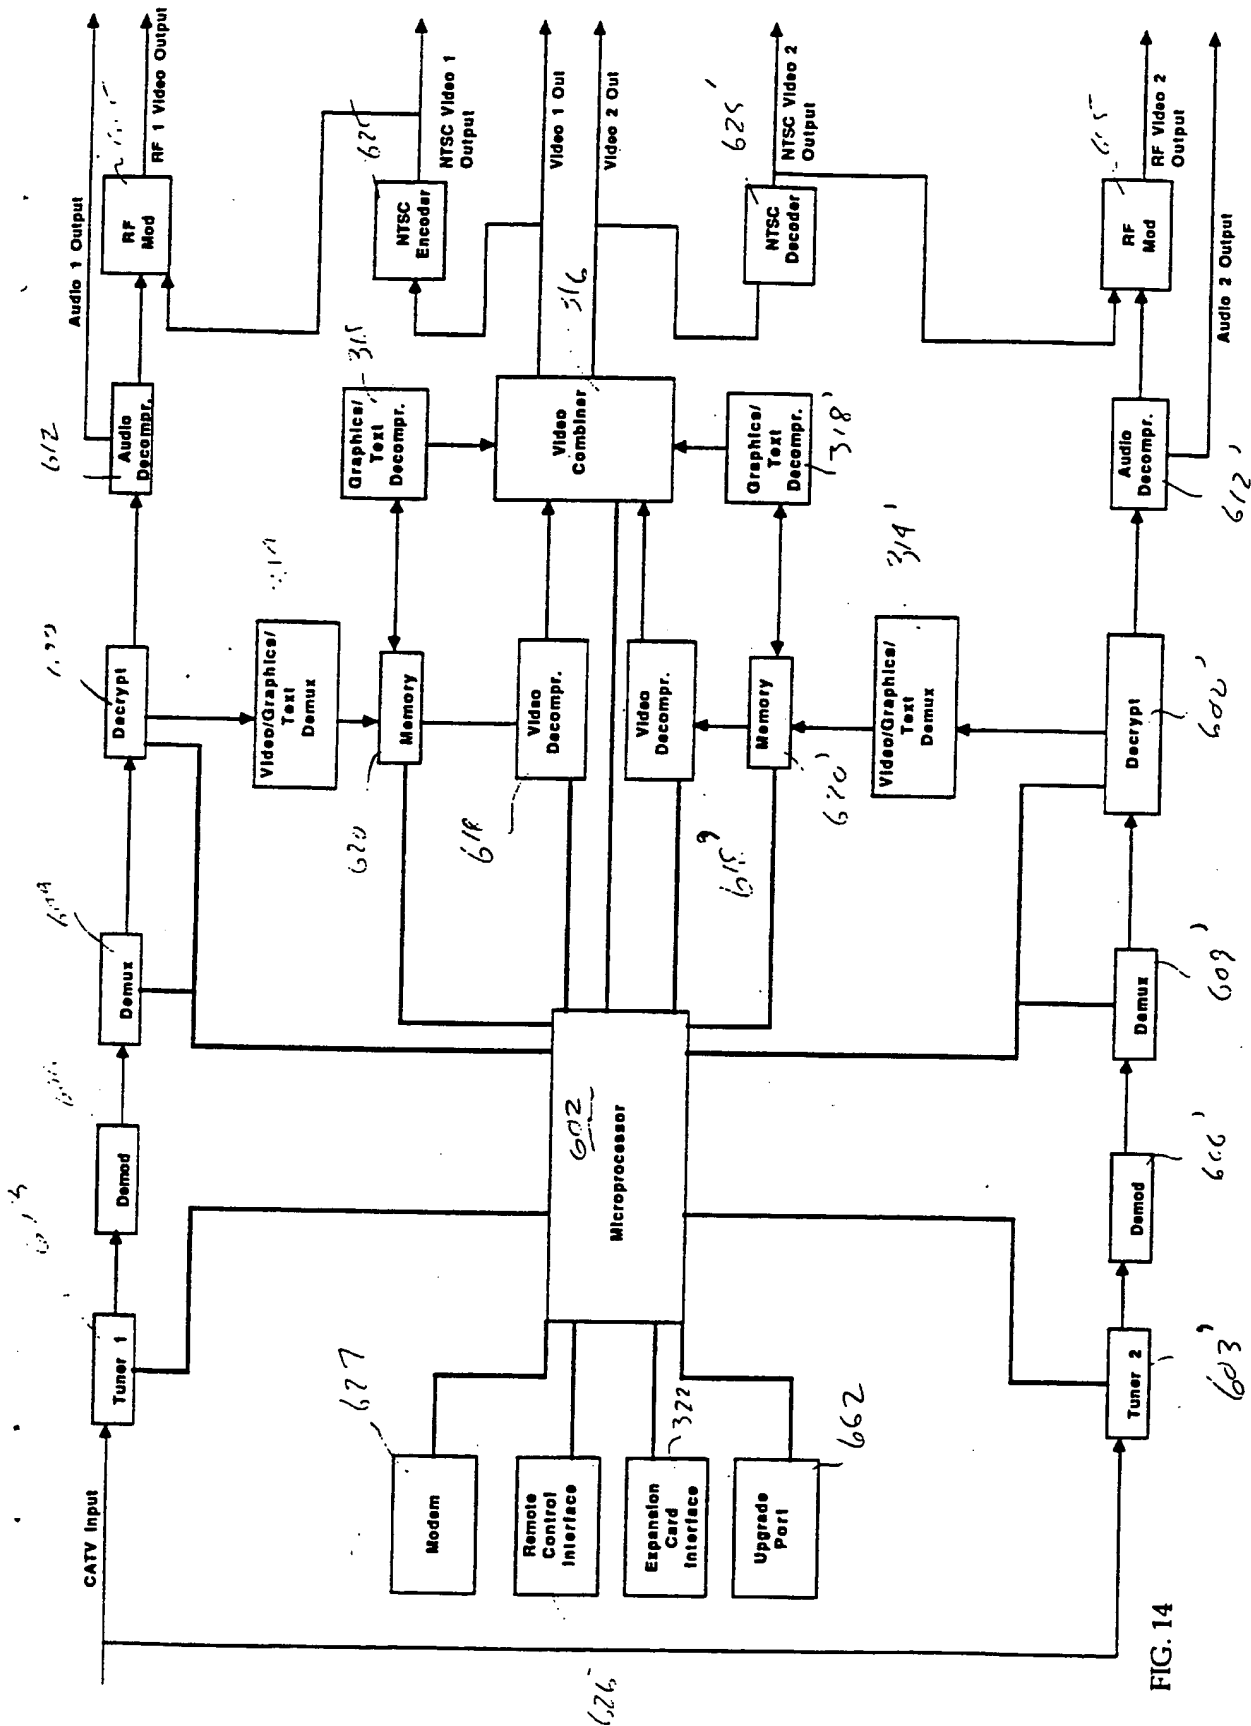 CATV Input
Tuner 1
Demod
Demux
Decrypt
Audio
Decompr.
612
RF
Mod
Audio 1 Output
RF 1 Video Output
Video/Graphics/
Text
Demux
Memory
620
Graphics/
Text
Decompr.
315
NTSC
Encoder
NTSC Video 1
Output
Modem
627
Remote
Control
Interface
626
Expansion
Card
Interface
322
Upgrade
Port
662
Microprocessor
602
Video
Decompr.
618
Video
Decompr.
Video
Combiner
316
Video 1 Out
Video 2 Out
Memory
620'
Graphics/
Text
Decompr.
318'
NTSC
Decoder
625'
NTSC Video 2
Output
Video/Graphics/
Text
Demux
314'
Tuner 2
603'
Demod
606'
Demux
609'
Decrypt
602'
Audio
Decompr.
612'
RF
Mod
RF Video 2
Output
Audio 2 Output
FIG. 14